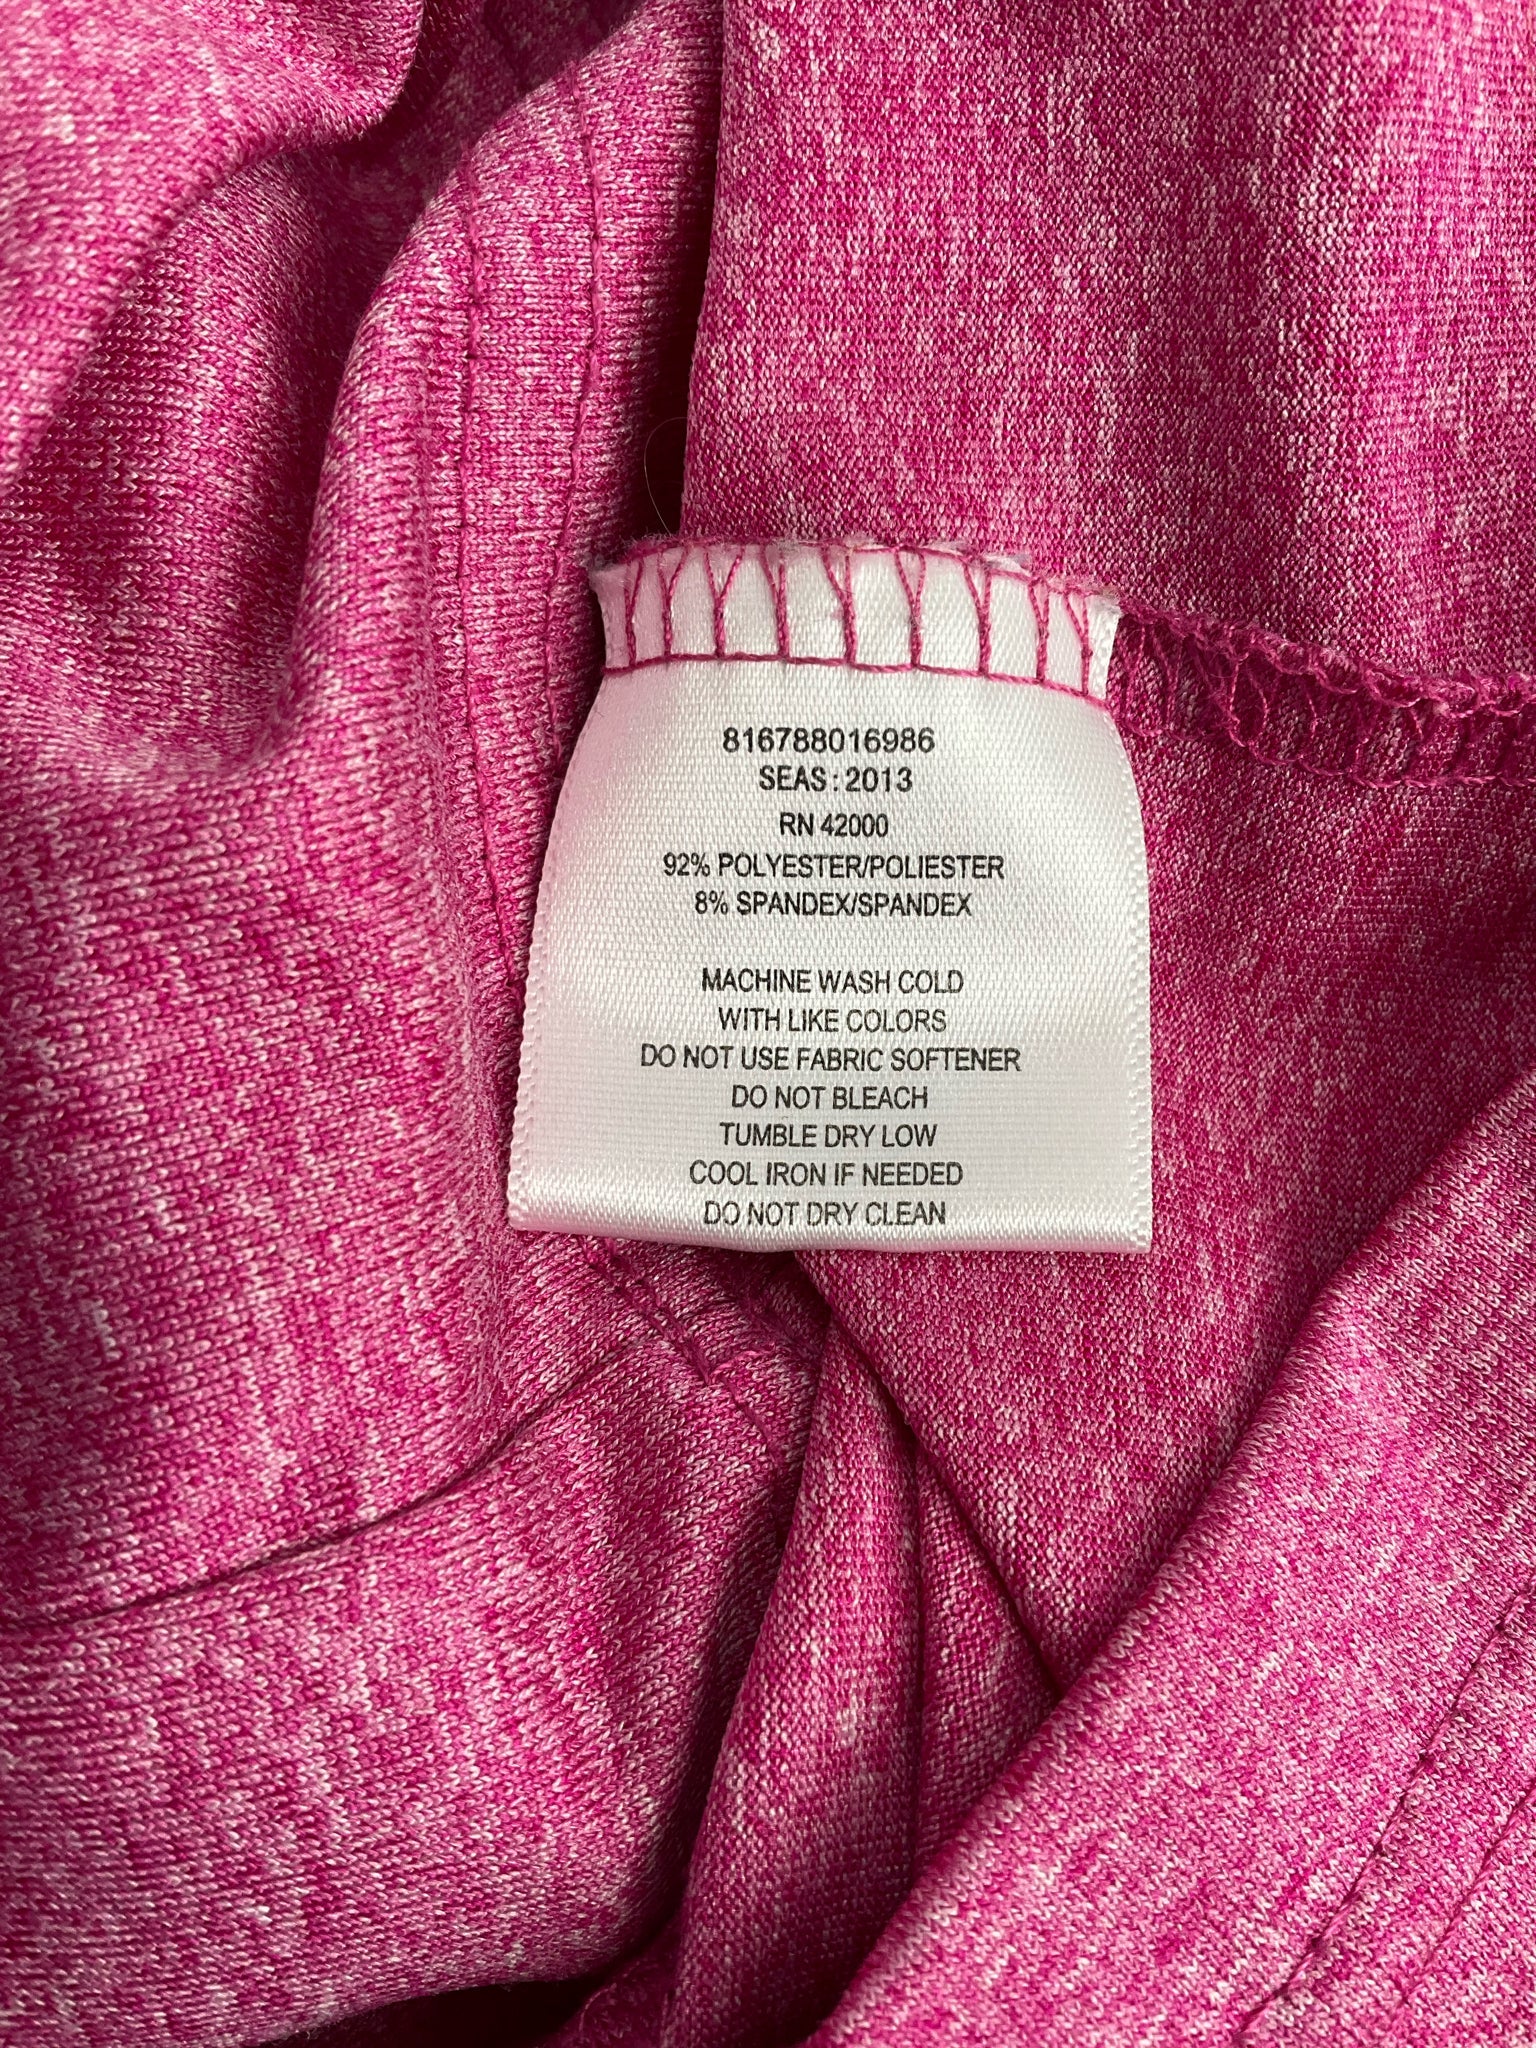 816788016986
SEAS: 2013
RN 42000
92% POLYESTER/POLIESTER
8% SPANDEX/SPANDEX
MACHINE WASH COLD
WITH LIKE COLORS
DO NOT USE FABRIC SOFTENER
DO NOT BLEACH
TUMBLE DRY LOW
COOL IRON IF NEEDED
DO NOT DRY CLEAN